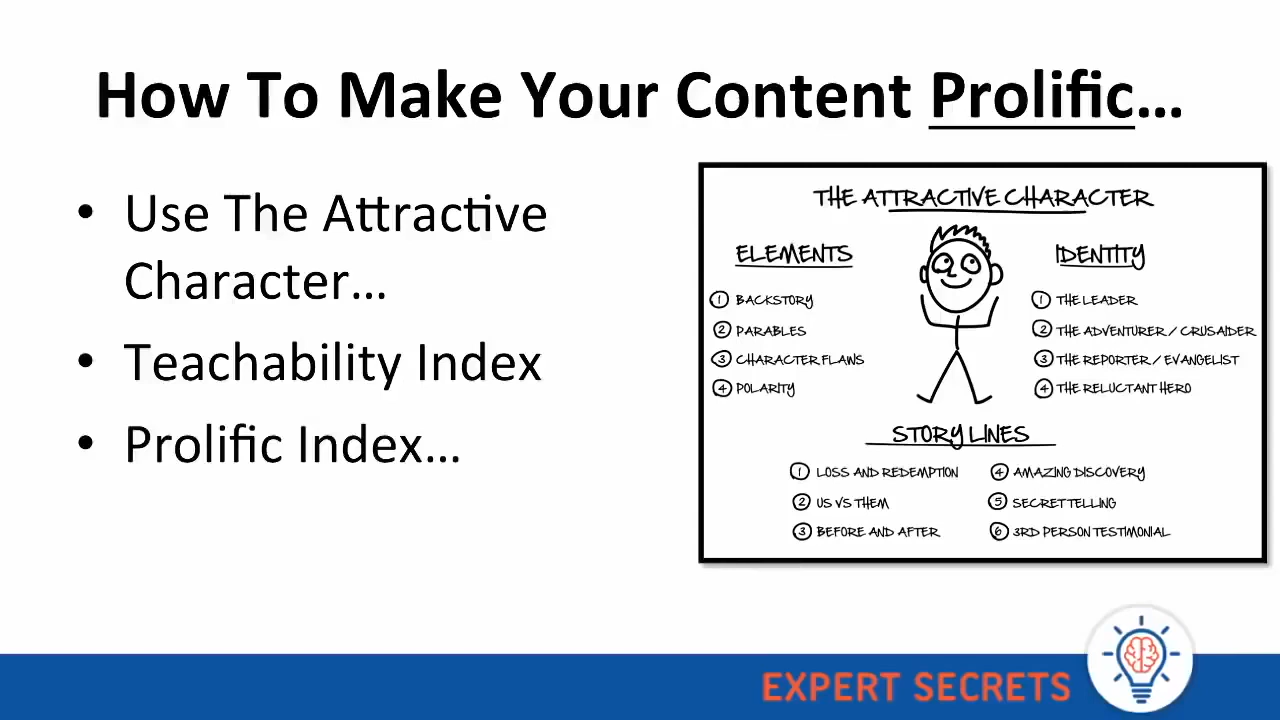 How To Make Your Content Prolific...
• Use The Attractive
Character...
• Teachability Index
• Prolific Index...
THE ATTRACTIVE CHARACTER
ELEMENTS
1 BACKSTORY
2 PARABLES
3 CHARACTER FLAWS
4 POLARITY
IDENTITY
1 THE LEADER
2 THE ADVENTURER / CRUSAIDER
3 THE REPORTER / EVANGELIST
4 THE RELUCTANT HERO
STORY LINES
1 LOSS AND REDEMPTION
2 US VS THEM
3 BEFORE AND AFTER
4 AMAZING DISCOVERY
5 SECRET TELLING
6 3RD PERSON TESTIMONIAL
EXPERT SECRETS